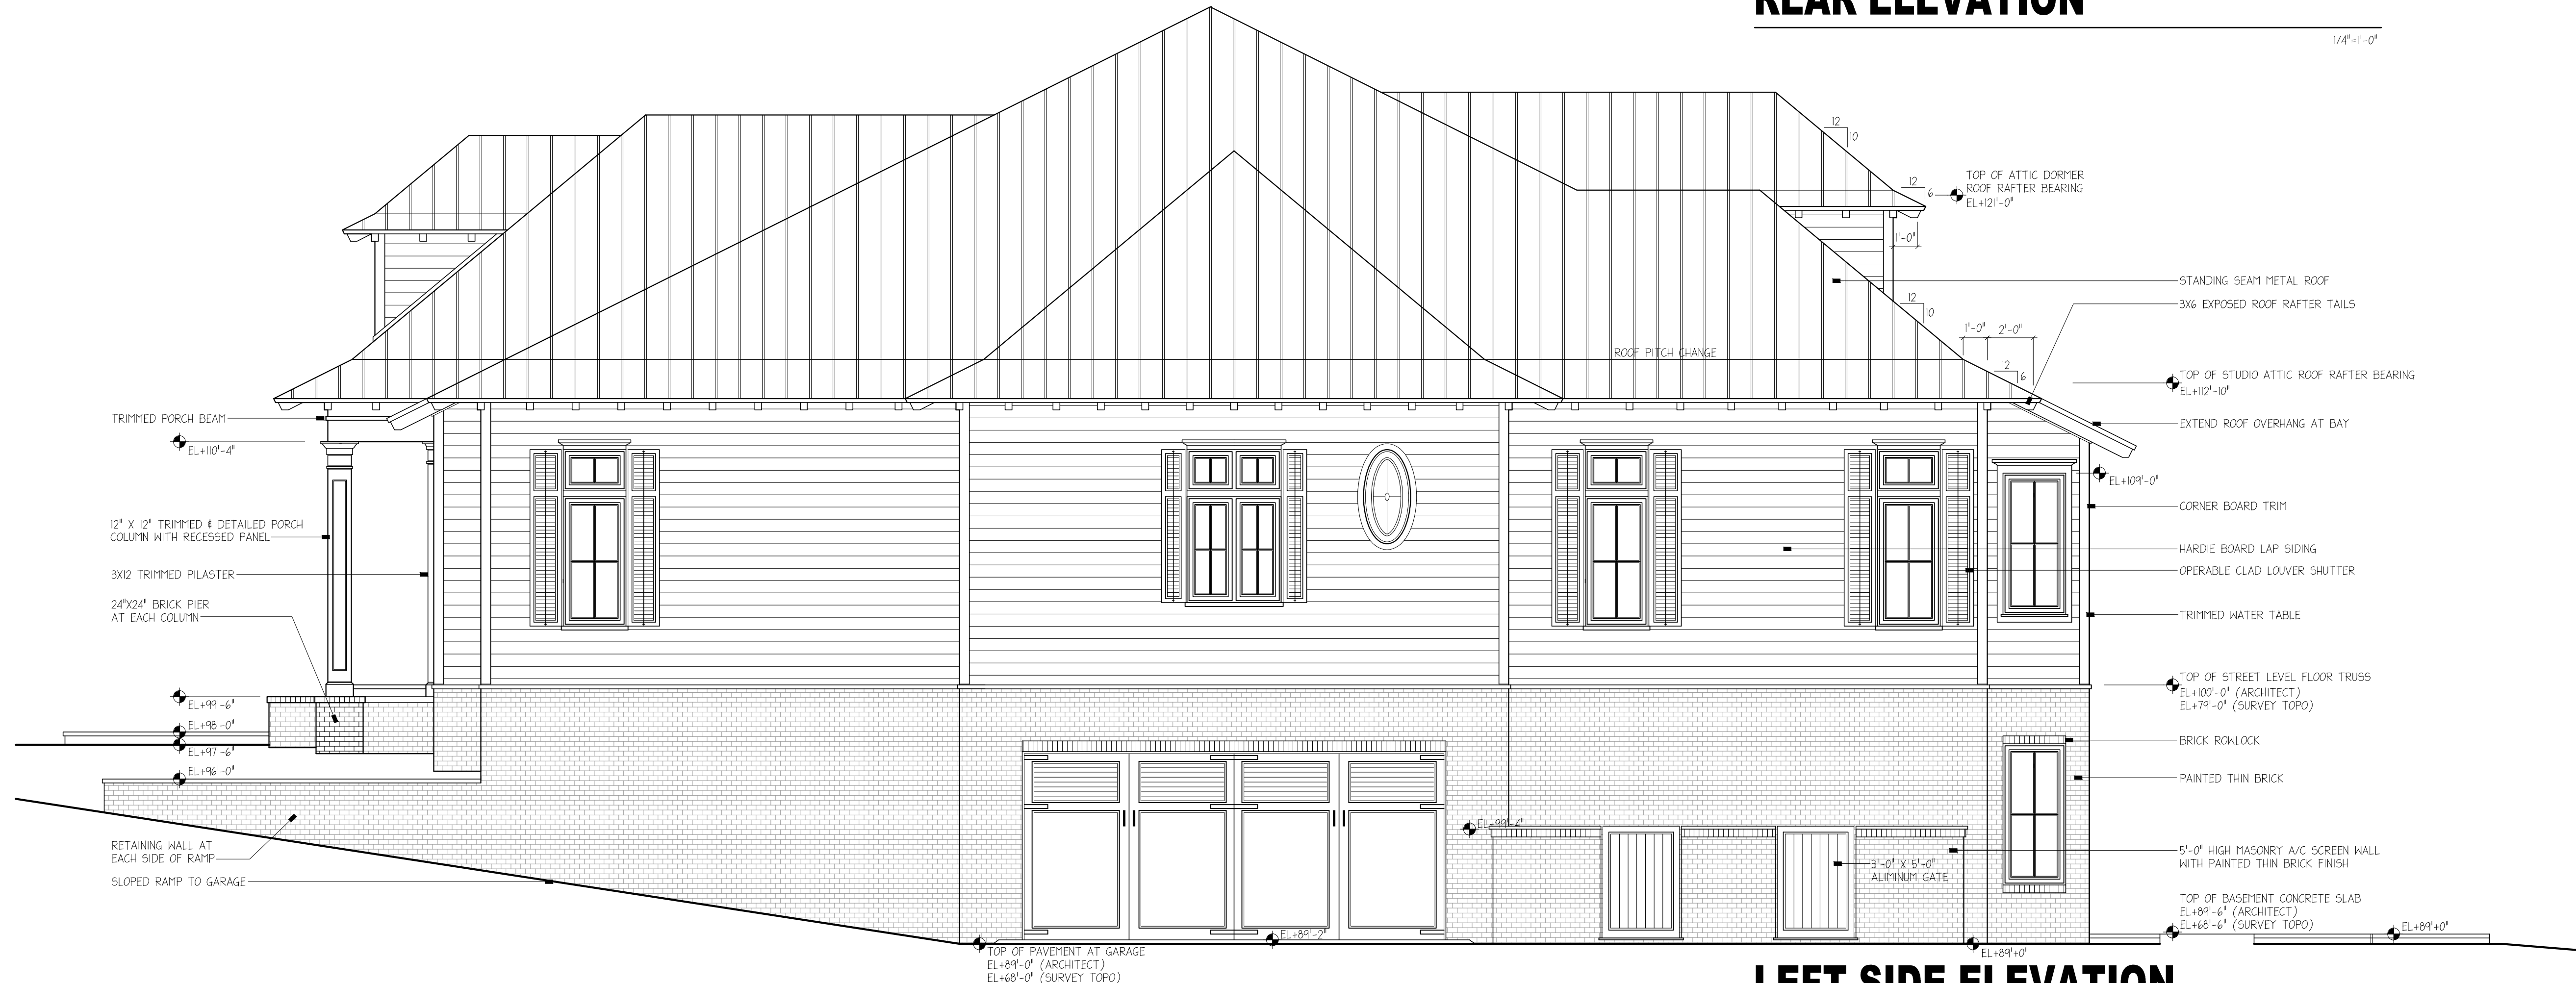 REAR ELEVATION
1/4"=1'-0"
12
10
12
6
TOP OF ATTIC DORMER
ROOF RAFTER BEARING
EL+121'-0"
1'-0"
STANDING SEAM METAL ROOF
3X6 EXPOSED ROOF RAFTER TAILS
12
10
1'-0"
2'-0"
ROOF PITCH CHANGE
12
6
TOP OF STUDIO ATTIC ROOF RAFTER BEARING
EL+112'-10"
TRIMMED PORCH BEAM
EXTEND ROOF OVERHANG AT BAY
EL+110'-4"
EL+109'-0"
CORNER BOARD TRIM
12" X 12" TRIMMED & DETAILED PORCH
COLUMN WITH RECESSED PANEL
HARDIE BOARD LAP SIDING
OPERABLE CLAD LOUVER SHUTTER
3X12 TRIMMED PILASTER
24"X24" BRICK PIER
AT EACH COLUMN
TRIMMED WATER TABLE
TOP OF STREET LEVEL FLOOR TRUSS
EL+100'-0" (ARCHITECT)
EL+79'-0" (SURVEY TOPO)
EL+99'-6"
EL+98'-0"
EL+97'-6"
EL+96'-0"
BRICK ROWLOCK
PAINTED THIN BRICK
EL+99'-4"
RETAINING WALL AT
EACH SIDE OF RAMP
SLOPED RAMP TO GARAGE
3'-0" X 5'-0"
ALIMINUM GATE
5'-0" HIGH MASONRY A/C SCREEN WALL
WITH PAINTED THIN BRICK FINISH
TOP OF BASEMENT CONCRETE SLAB
EL+89'-6" (ARCHITECT)
EL+68'-6" (SURVEY TOPO)
EL+89'+0"
EL+89'-2"
EL+89'+0"
TOP OF PAVEMENT AT GARAGE
EL+89'-0" (ARCHITECT)
EL+68'-0" (SURVEY TOPO)
LEFT SIDE ELEVATION